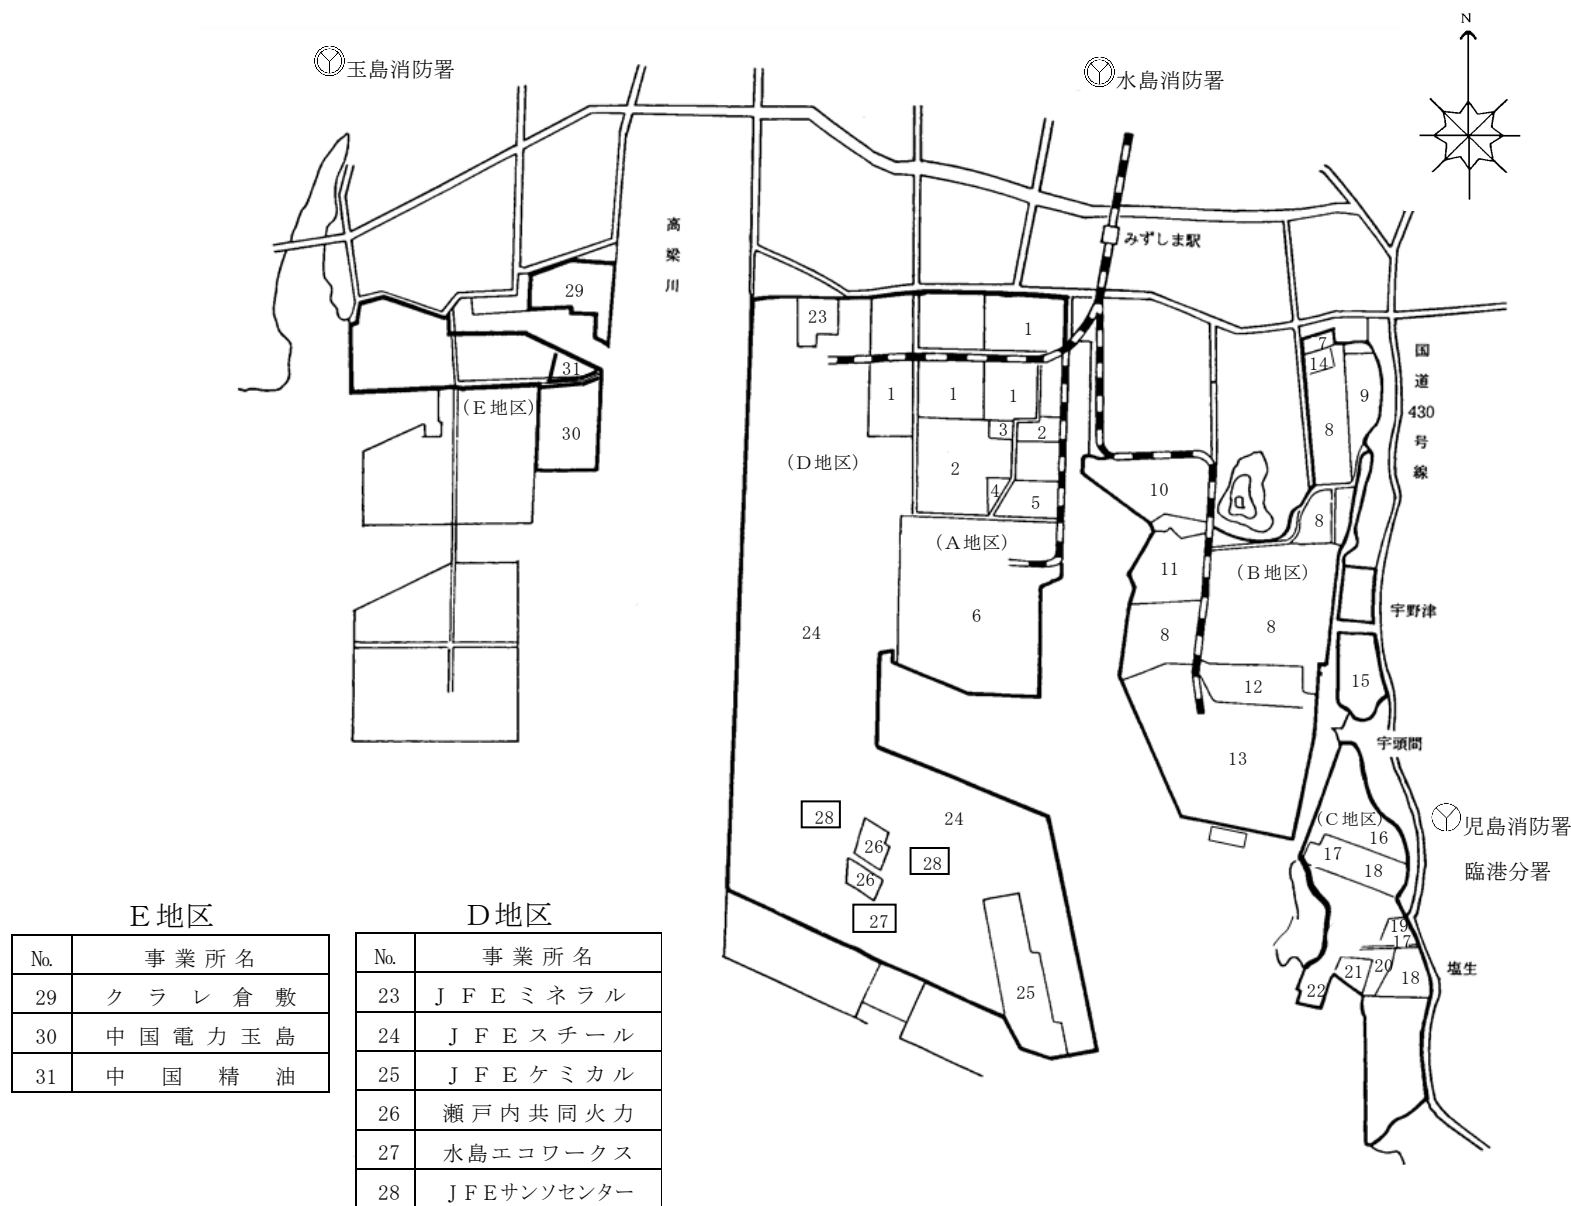 N
玉島消防署
水島消防署
高梁川
みずしま駅
29
23
1
7
14
国道430号線
31
9
1
1
1
(E地区)
3
2
8
30
(D地区)
2
10
4
5
8
(A地区)
11
(B地区)
6
宇野津
24
8
8
15
12
宇頭間
13
28
24
(C地区)
児島消防署
16
26
28
17
臨港分署
18
26
27
19
17
塩生
20
21
18
25
22
E地区
No. 事業所名
29 クラレ倉敷
30 中国電力玉島
31 中国精油
D地区
No. 事業所名
23 JFEミネラル
24 JFEスチール
25 JFEケミカル
26 瀬戸内共同火力
27 水島エコワークス
28 JFEサンソセンター